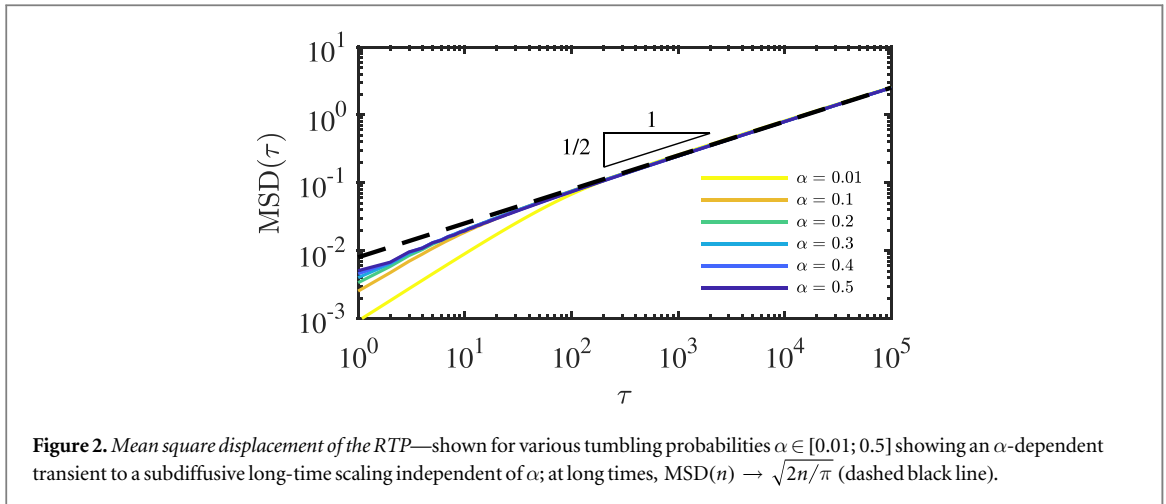 10^1
10^0
10^-1
10^-2
10^-3
MSD(τ)
1
1/2
α = 0.01
α = 0.1
α = 0.2
α = 0.3
α = 0.4
α = 0.5
10^0 10^1 10^2 10^3 10^4 10^5
τ
Figure 2. Mean square displacement of the RTP—shown for various tumbling probabilities α ∈ [0.01; 0.5] showing an α-dependent
transient to a subdiffusive long-time scaling independent of α; at long times, MSD(n) → √2n/π (dashed black line).